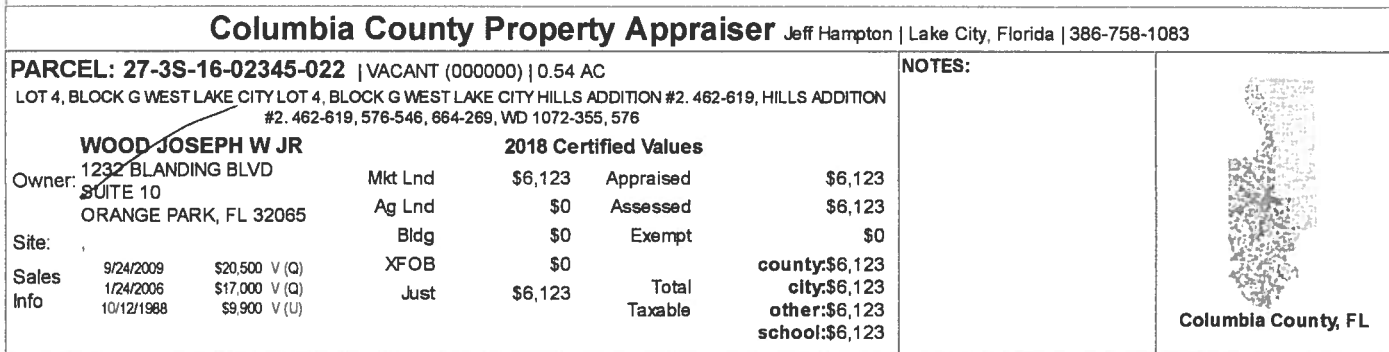 Columbia County Property Appraiser Jeff Hampton | Lake City, Florida | 386-758-1083
PARCEL: 27-3S-16-02345-022 | VACANT (000000) | 0.54 AC
LOT 4, BLOCK G WEST LAKE CITY LOT 4, BLOCK G WEST LAKE CITY HILLS ADDITION #2. 462-619, HILLS ADDITION
#2. 462-619, 576-546, 664-269, WD 1072-355, 576
Owner:
WOOD JOSEPH W JR
1232 BLANDING BLVD
SUITE 10
ORANGE PARK, FL 32065
Site: ,
Sales Info
9/24/2009 $20,500 V (Q)
1/24/2006 $17,000 V (Q)
10/12/1988 $9,900 V (U)
2018 Certified Values
Mkt Lnd $6,123 Appraised $6,123
Ag Lnd $0 Assessed $6,123
Bldg $0 Exempt $0
XFOB $0 county:$6,123
Just $6,123 Total Taxable city:$6,123
other:$6,123
school:$6,123
NOTES:
Columbia County, FL